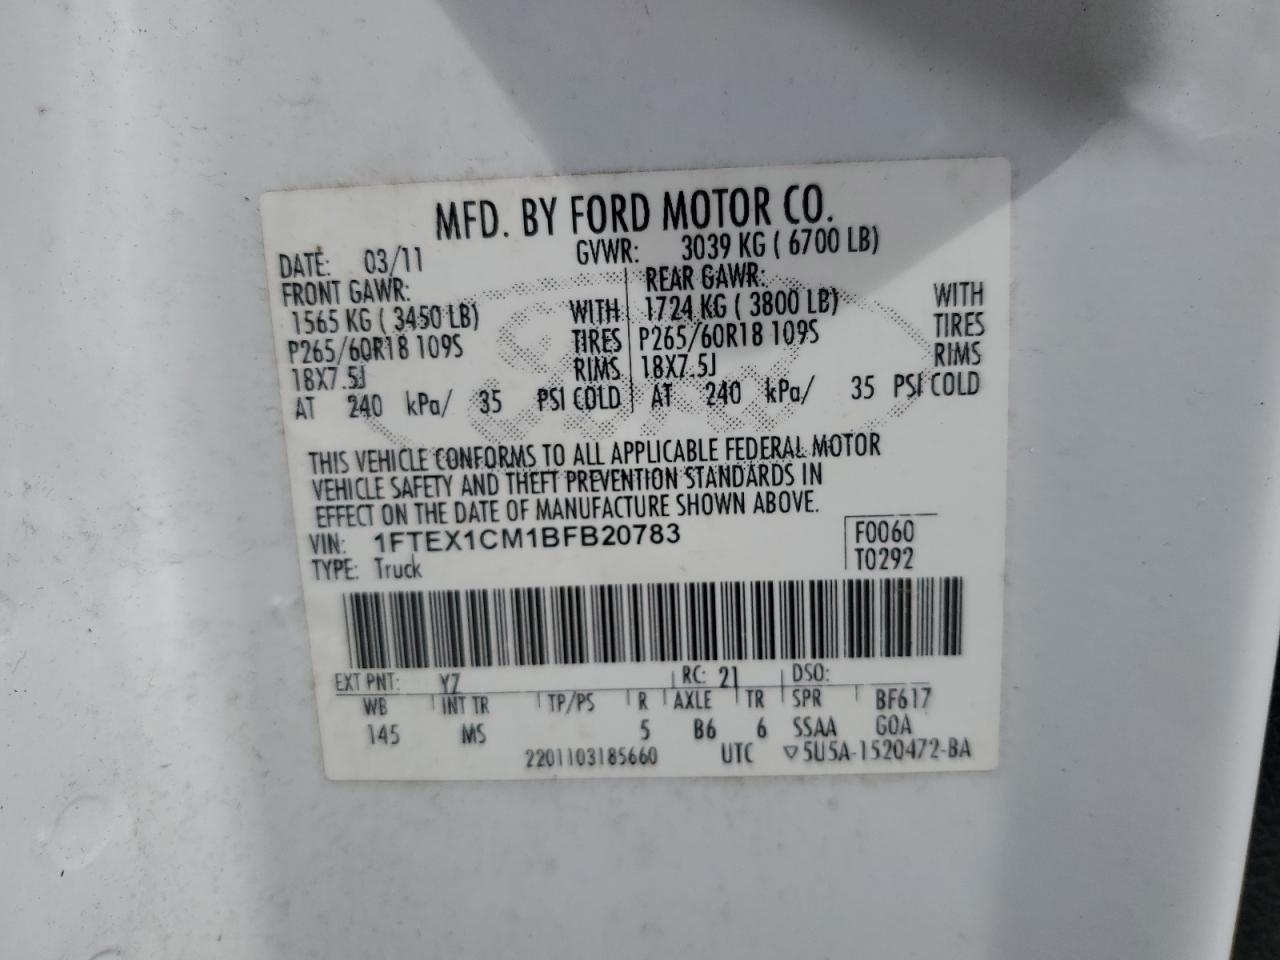 MFD. BY FORD MOTOR CO.
DATE: 03/11 GVWR: 3039 KG ( 6700 LB)
FRONT GAWR: REAR GAWR:
1565 KG ( 3450 LB) WITH 1724 KG ( 3800 LB) WITH
P265/60R18 109S TIRES P265/60R18 109S TIRES
18X7.5J RIMS 18X7.5J RIMS
AT 240 kPa/ 35 PSI COLD AT 240 kPa/ 35 PSI COLD
THIS VEHICLE CONFORMS TO ALL APPLICABLE FEDERAL MOTOR
VEHICLE SAFETY AND THEFT PREVENTION STANDARDS IN
EFFECT ON THE DATE OF MANUFACTURE SHOWN ABOVE.
VIN: 1FTEX1CM1BFB20783 F0060
TYPE: Truck T0292
EXT PNT: YZ RC: 21 DSO:
WB INT TR TP/PS R AXLE TR SPR BF617
145 MS 5 B6 6 SSAA GOA
2201103185660 UTC ▽5U5A-1520472-BA